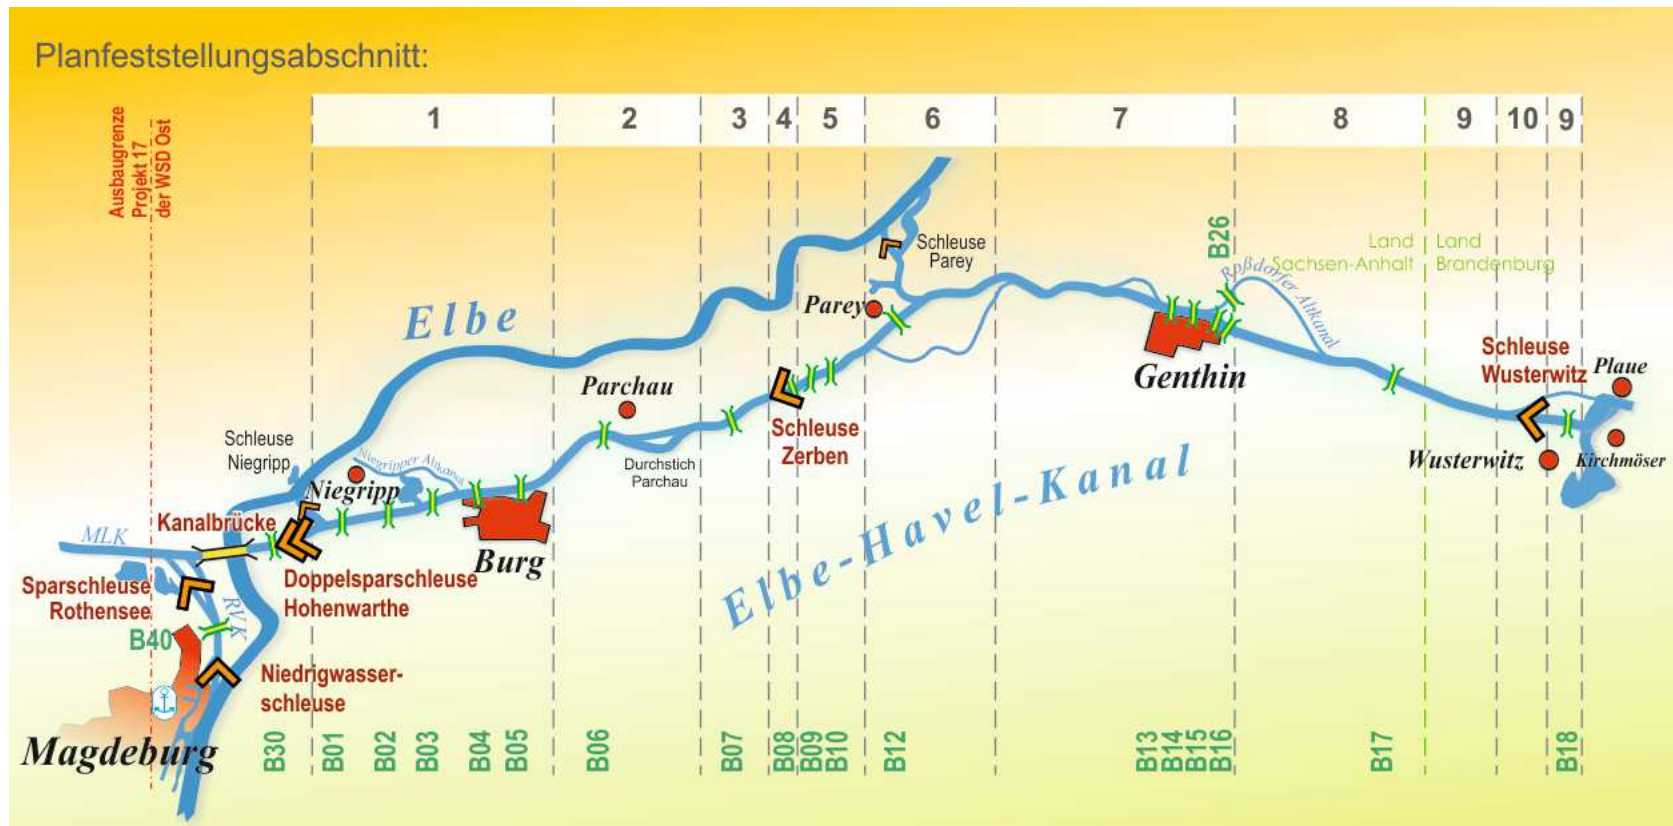 Planfeststellungsabschnitt:
Ausbaugrenze
Projekt 17
der WSD Ost
1
2
3
4
5
6
7
8
9
10
9
B26
Land
Sachsen-Anhalt
Land
Brandenburg
Schleuse
Parey
Roßdorfer Altkanal
Parey
Elbe
Schleuse
Wusterwitz
Plaue
Genthin
Parchau
Schleuse
Zerben
Schleuse
Niegripp
Niegripper Altkanal
Durchstich
Parchau
Wusterwitz
Kirchmöser
Niegripp
Elbe-Havel-Kanal
Kanalbrücke
MLK
Burg
Doppelsparschleuse
Hohenwarthe
Sparschleuse
Rothensee
RVK
B40
Niedrigwasser-
schleuse
Magdeburg
B30
B01
B02
B03
B04
B05
B06
B07
B08
B09
B10
B12
B13
B14
B15
B16
B17
B18